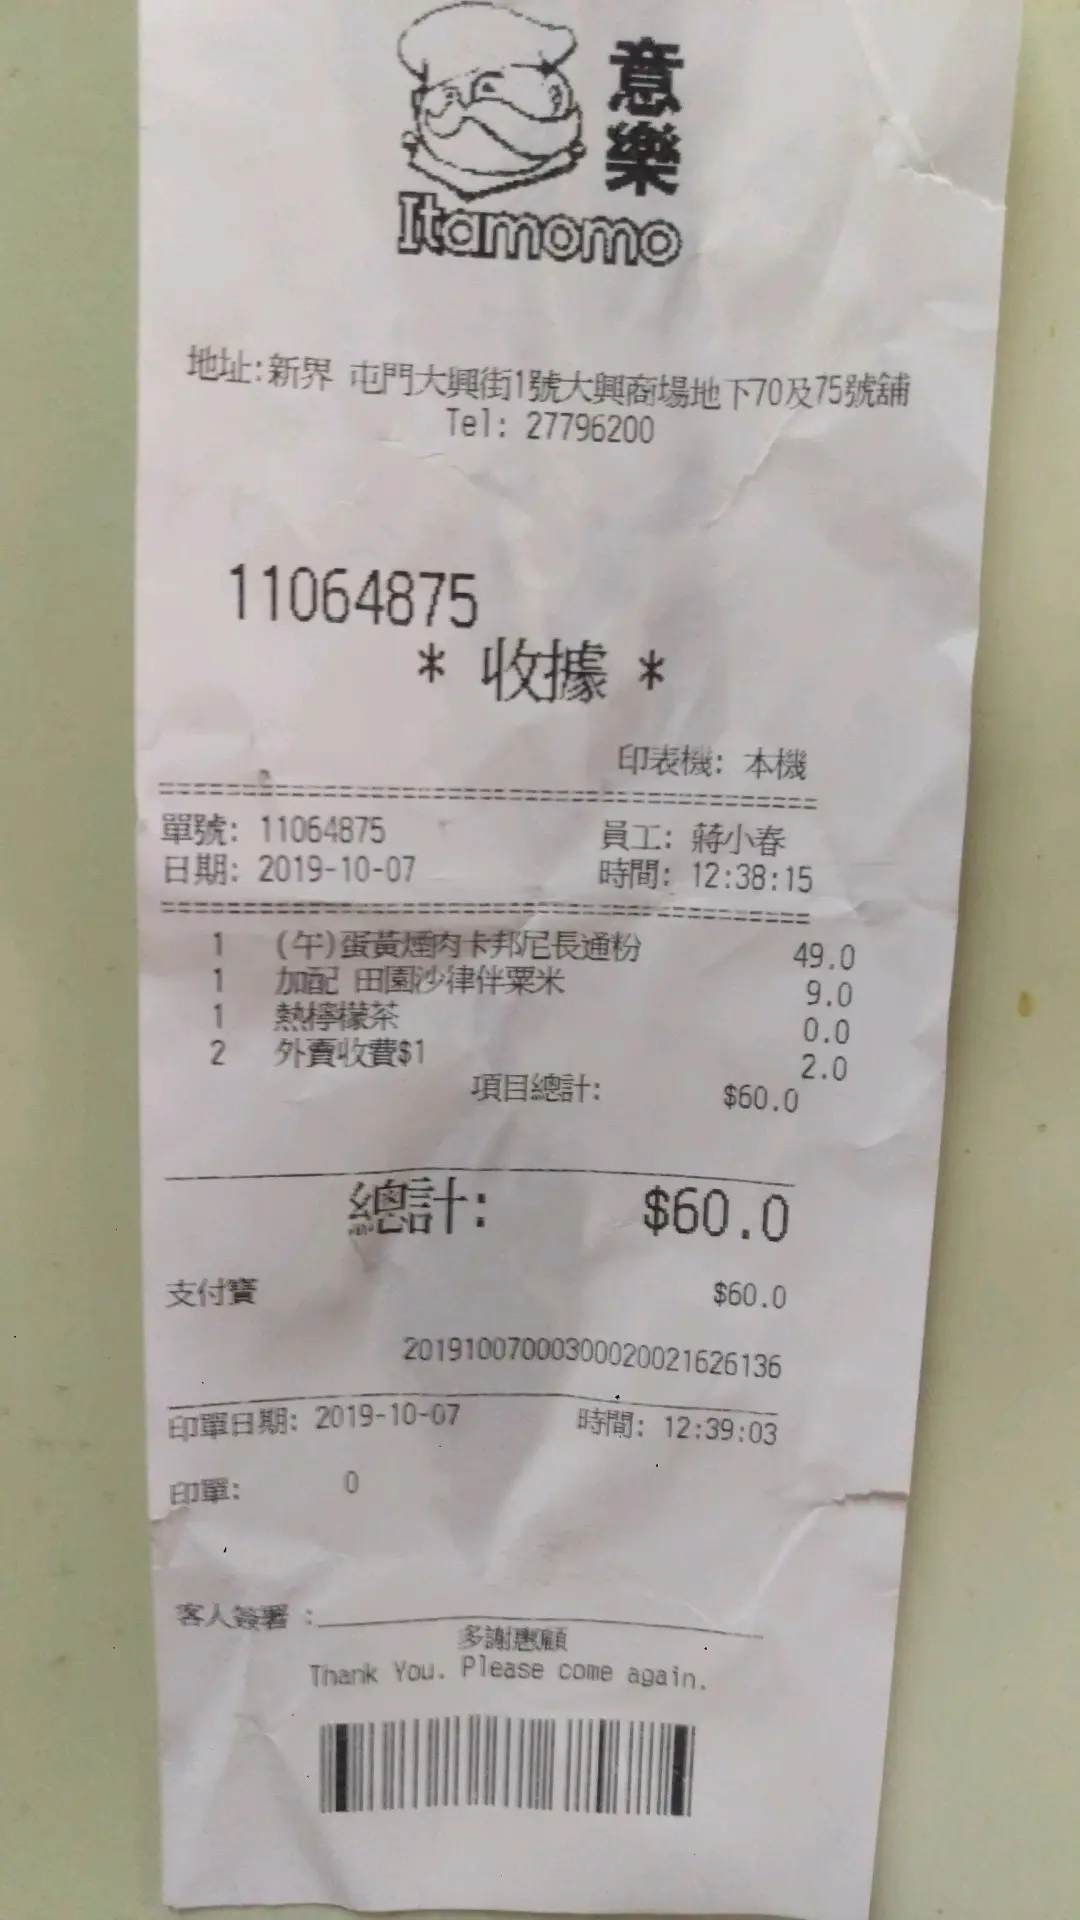 意樂
Itamomo
地址:新界 屯門大興街1號大興商場地下70及75號舖
Tel: 27796200
11064875
* 收據 *
印表機: 本機
單號: 11064875 員工: 蔣小春
日期: 2019-10-07 時間: 12:38:15
1 (午)蛋黃煙肉卡邦尼長通粉 49.0
1 加配 田園沙律伴粟米 9.0
1 熱檸檬茶 0.0
2 外賣收費$1 2.0
項目總計: $60.0
總計: $60.0
支付寶 $60.0
2019100700030002002162613​6
印單日期: 2019-10-07 時間: 12:39:03
印單: 0
客人簽署 :
多謝惠顧
Thank You. Please come again.